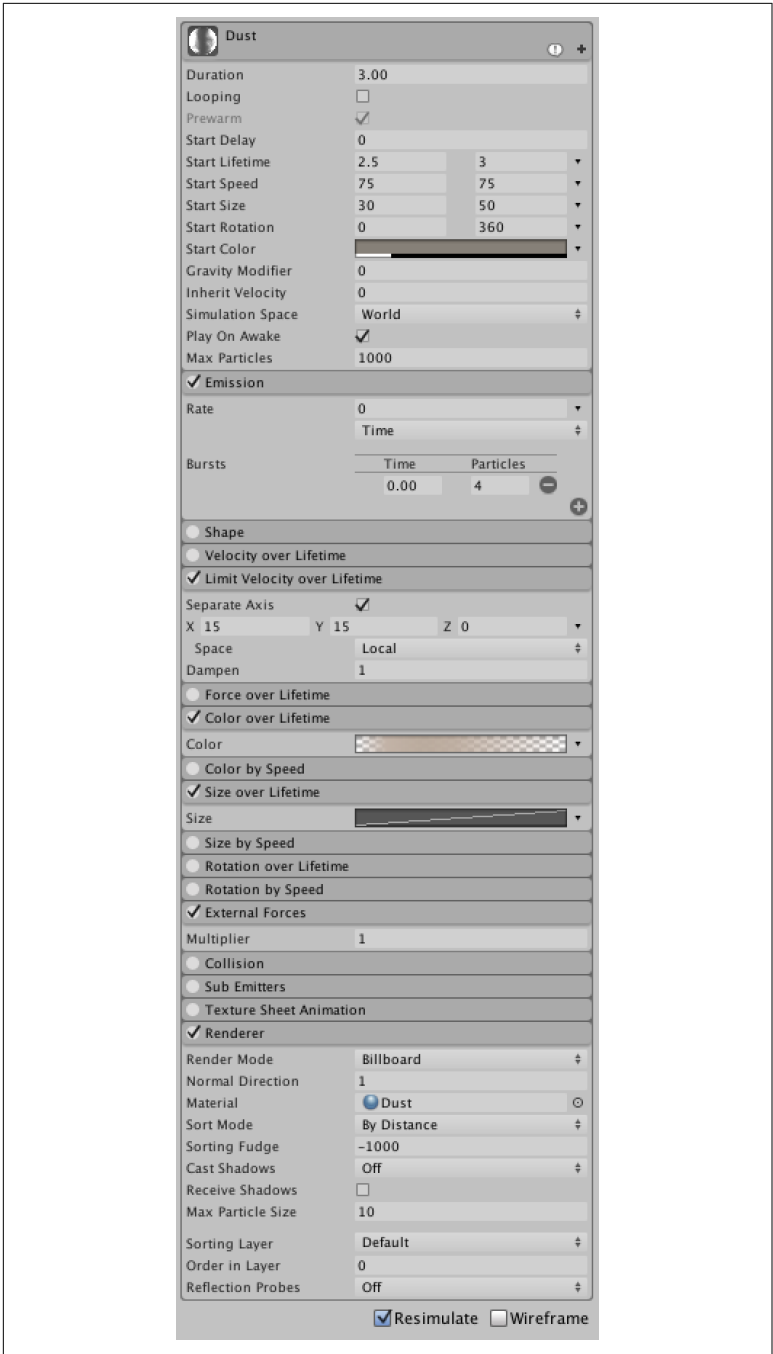 Dust
Duration 3.00
Looping
Prewarm
Start Delay 0
Start Lifetime 2.5 3
Start Speed 75 75
Start Size 30 50
Start Rotation 0 360
Start Color
Gravity Modifier 0
Inherit Velocity 0
Simulation Space World
Play On Awake
Max Particles 1000
Emission
Rate 0
Time
Bursts Time Particles
0.00 4
Shape
Velocity over Lifetime
Limit Velocity over Lifetime
Separate Axis
X 15 Y 15 Z 0
Space Local
Dampen 1
Force over Lifetime
Color over Lifetime
Color
Color by Speed
Size over Lifetime
Size
Size by Speed
Rotation over Lifetime
Rotation by Speed
External Forces
Multiplier 1
Collision
Sub Emitters
Texture Sheet Animation
Renderer
Render Mode Billboard
Normal Direction 1
Material Dust
Sort Mode By Distance
Sorting Fudge -1000
Cast Shadows Off
Receive Shadows
Max Particle Size 10
Sorting Layer Default
Order in Layer 0
Reflection Probes Off
Resimulate Wireframe